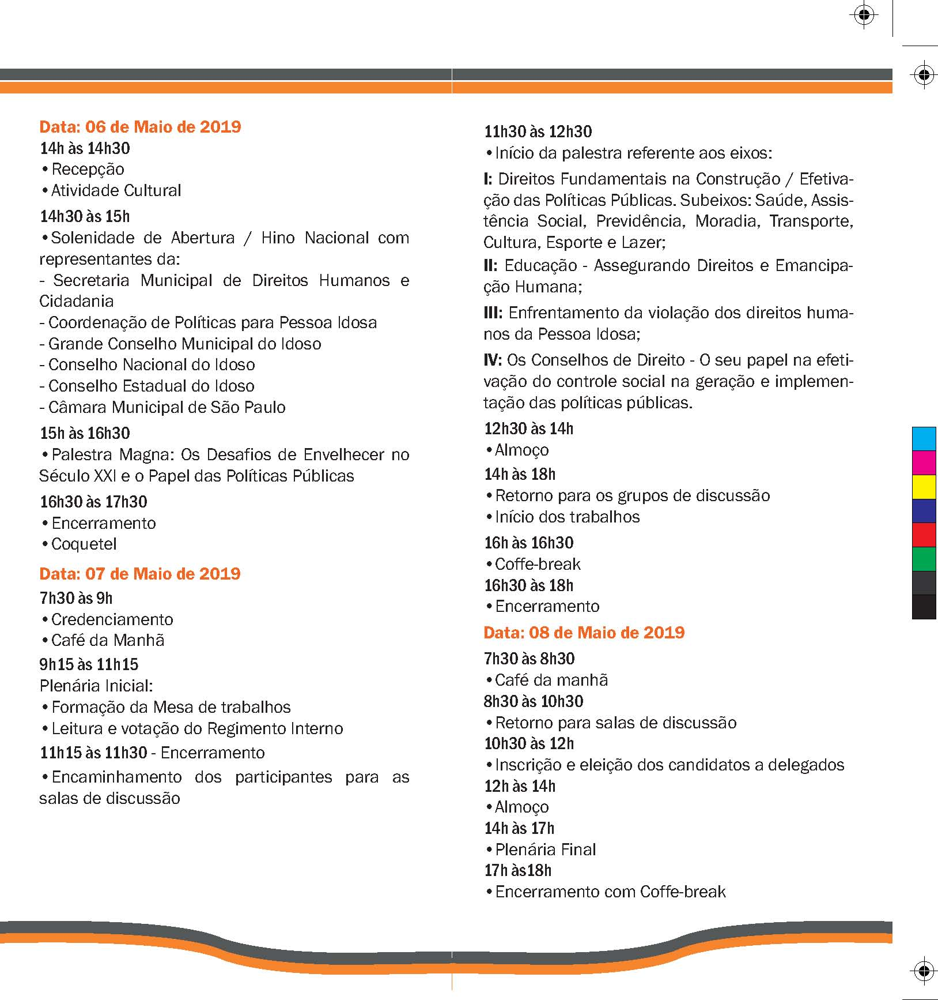 Data: 06 de Maio de 2019
14h às 14h30
•Recepção
•Atividade Cultural
14h30 às 15h
•Solenidade de Abertura / Hino Nacional com
representantes da:
- Secretaria Municipal de Direitos Humanos e
Cidadania
- Coordenação de Políticas para Pessoa Idosa
- Grande Conselho Municipal do Idoso
- Conselho Nacional do Idoso
- Conselho Estadual do Idoso
- Câmara Municipal de São Paulo
15h às 16h30
•Palestra Magna: Os Desafios de Envelhecer no
Século XXI e o Papel das Políticas Públicas
16h30 às 17h30
•Encerramento
•Coquetel
Data: 07 de Maio de 2019
7h30 às 9h
•Credenciamento
•Café da Manhã
9h15 às 11h15
Plenária Inicial:
•Formação da Mesa de trabalhos
•Leitura e votação do Regimento Interno
11h15 às 11h30 - Encerramento
•Encaminhamento dos participantes para as
salas de discussão
11h30 às 12h30
•Início da palestra referente aos eixos:
I: Direitos Fundamentais na Construção / Efetiva-
ção das Políticas Públicas. Subeixos: Saúde, Assis-
tência Social, Previdência, Moradia, Transporte,
Cultura, Esporte e Lazer;
II: Educação - Assegurando Direitos e Emancipa-
ção Humana;
III: Enfrentamento da violação dos direitos huma-
nos da Pessoa Idosa;
IV: Os Conselhos de Direito - O seu papel na efeti-
vação do controle social na geração e implemen-
tação das políticas públicas.
12h30 às 14h
•Almoço
14h às 18h
•Retorno para os grupos de discussão
•Início dos trabalhos
16h às 16h30
•Coffe-break
16h30 às 18h
•Encerramento
Data: 08 de Maio de 2019
7h30 às 8h30
•Café da manhã
8h30 às 10h30
•Retorno para salas de discussão
10h30 às 12h
•Inscrição e eleição dos candidatos a delegados
12h às 14h
•Almoço
14h às 17h
•Plenária Final
17h às18h
•Encerramento com Coffe-break